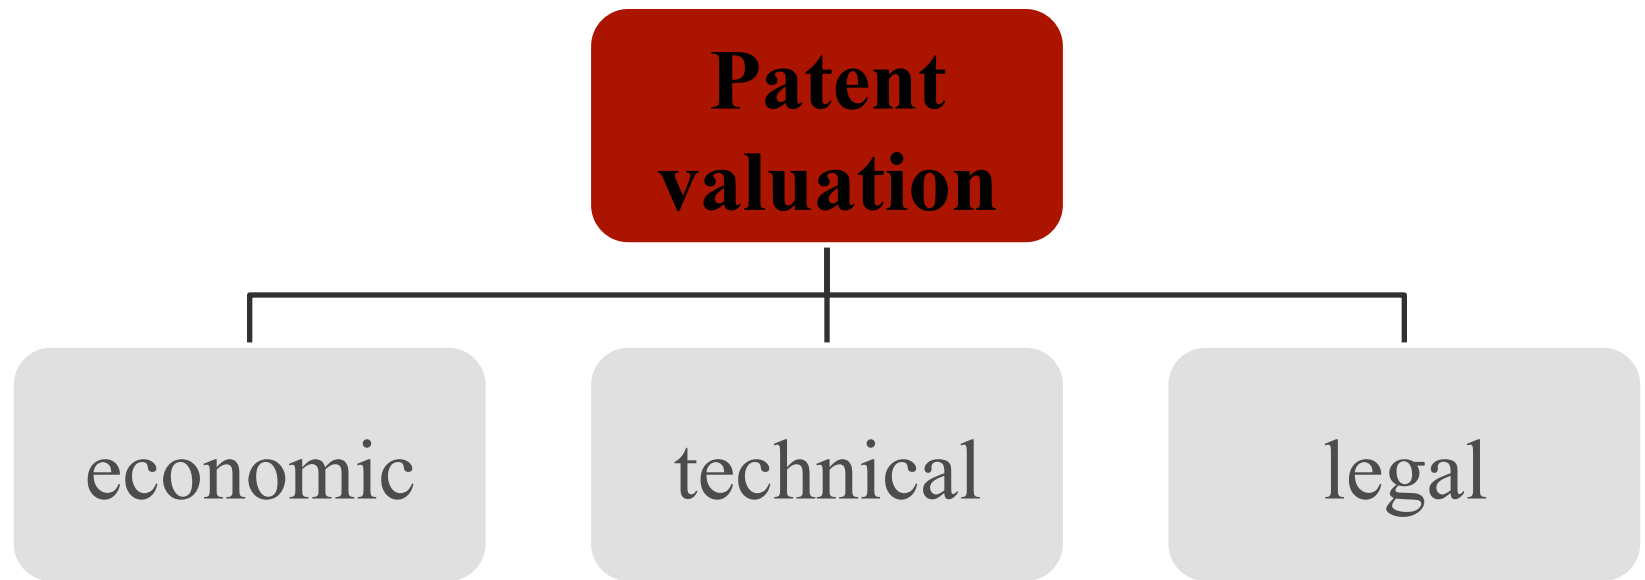 Patent
valuation
economic
technical
legal